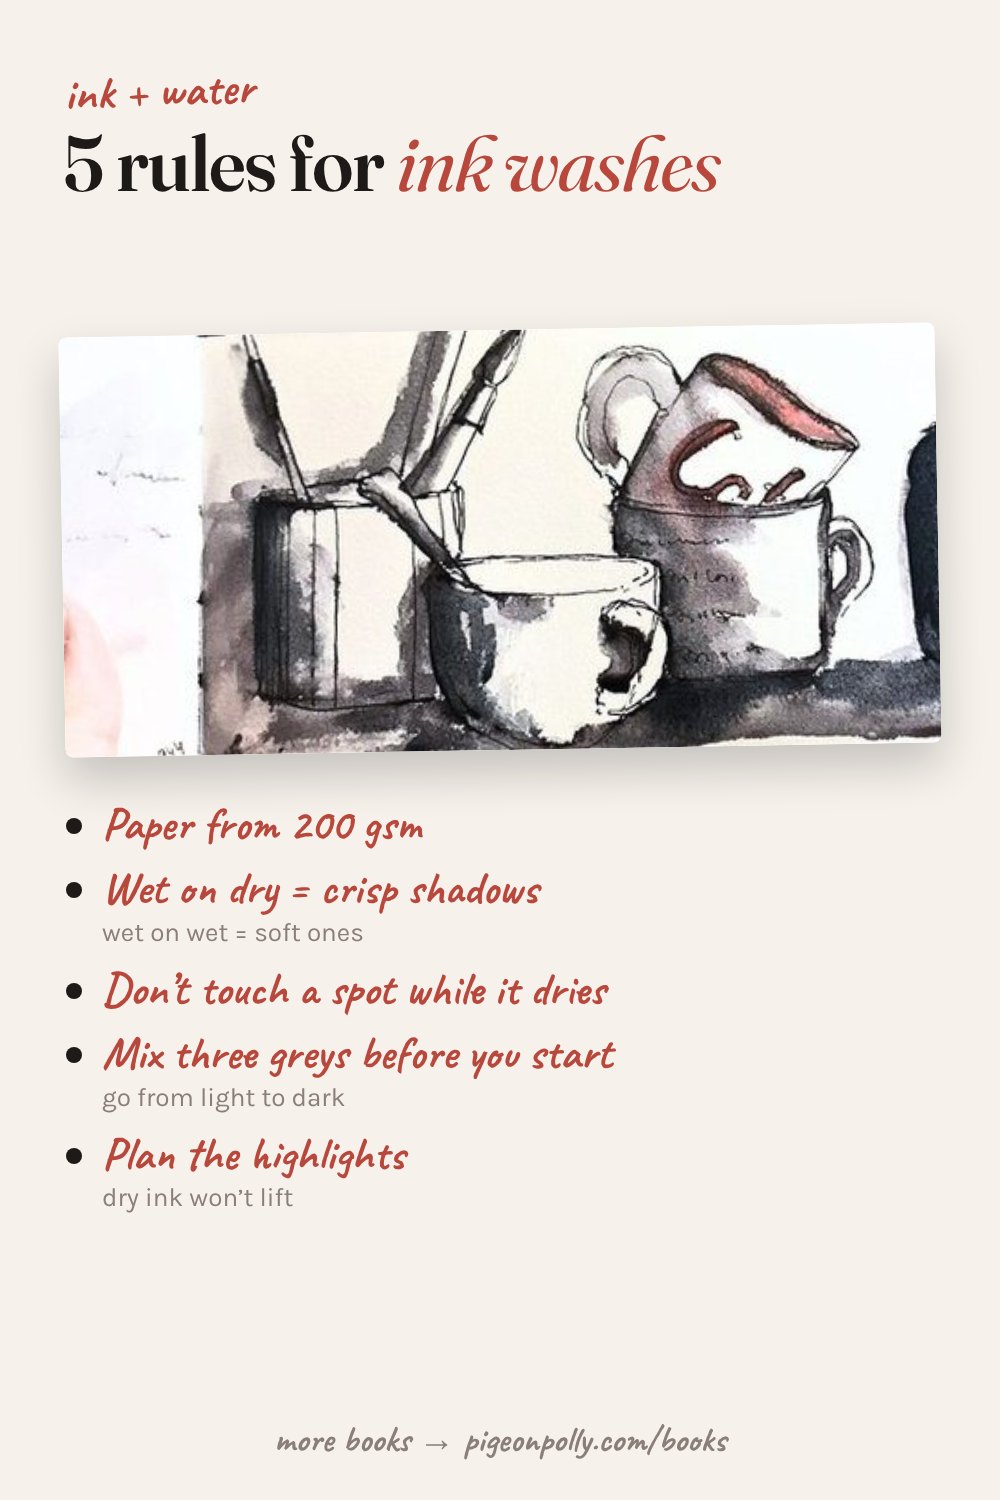 ink + water
5 rules for ink washes
Paper from 200 gsm
Wet on dry = crisp shadows
wet on wet = soft ones
Don’t touch a spot while it dries
Mix three greys before you start
go from light to dark
Plan the highlights
dry ink won’t lift
more books → pigeonpolly.com/books